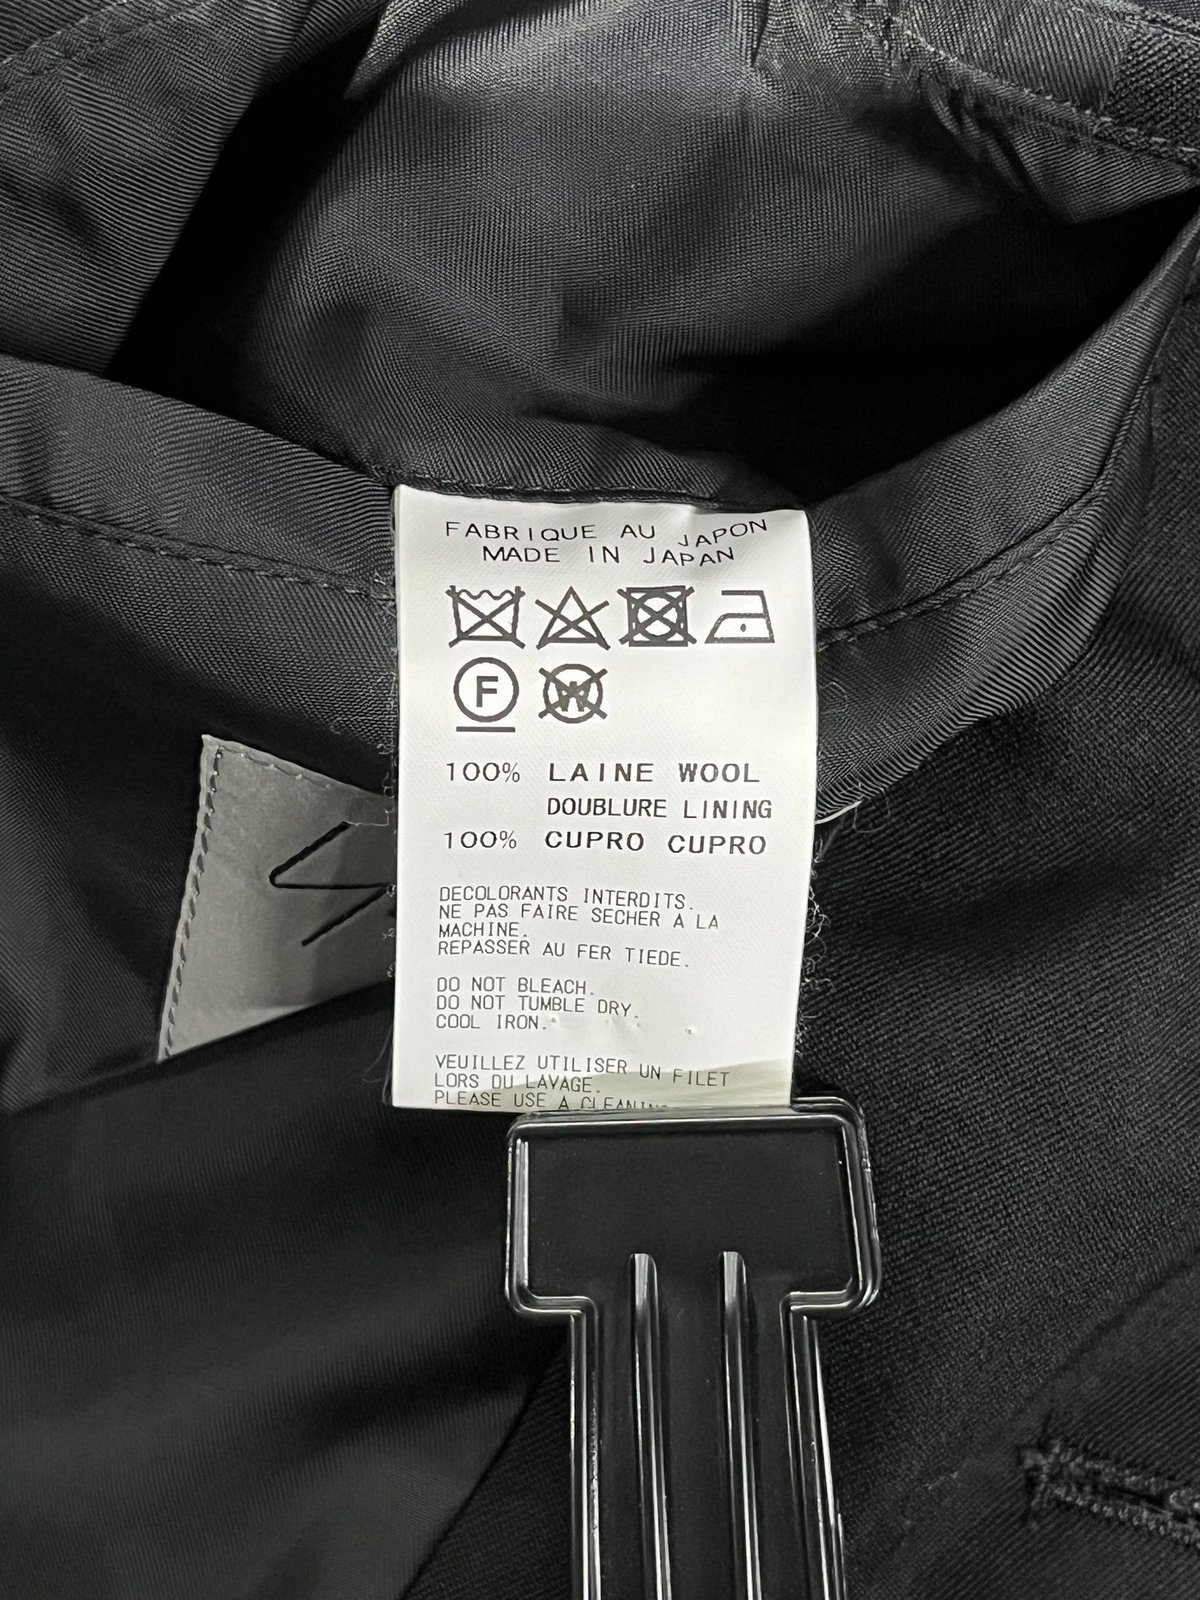 FABRIQUE AU JAPON
MADE IN JAPAN
F W
100% LAINE WOOL
DOUBLURE LINING
100% CUPRO CUPRO
DECOLORANTS INTERDITS.
NE PAS FAIRE SECHER A LA
MACHINE.
REPASSER AU FER TIEDE.
DO NOT BLEACH.
DO NOT TUMBLE DRY.
COOL IRON.
VEUILLEZ UTILISER UN FILET
LORS DU LAVAGE.
PLEASE USE A